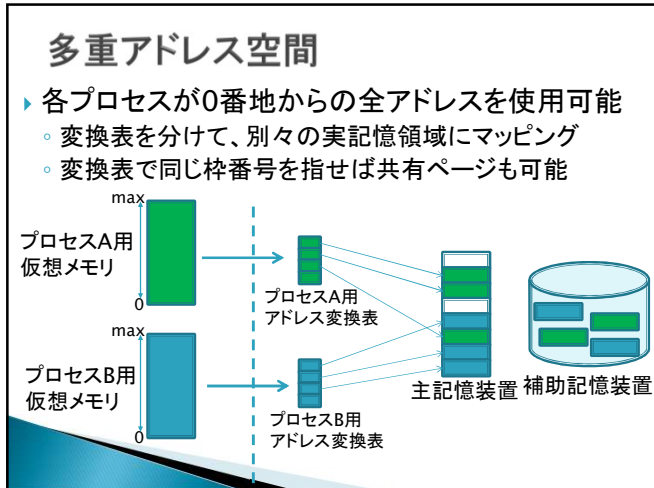 多重アドレス空間
各プロセスが0番地からの全アドレスを使用可能
変換表を分けて、別々の実記憶領域にマッピング
変換表で同じ枠番号を指せば共有ページも可能
max
プロセスA用
仮想メモリ
0
プロセスA用
アドレス変換表
max
プロセスB用
仮想メモリ
0
プロセスB用
アドレス変換表
主記憶装置
補助記憶装置